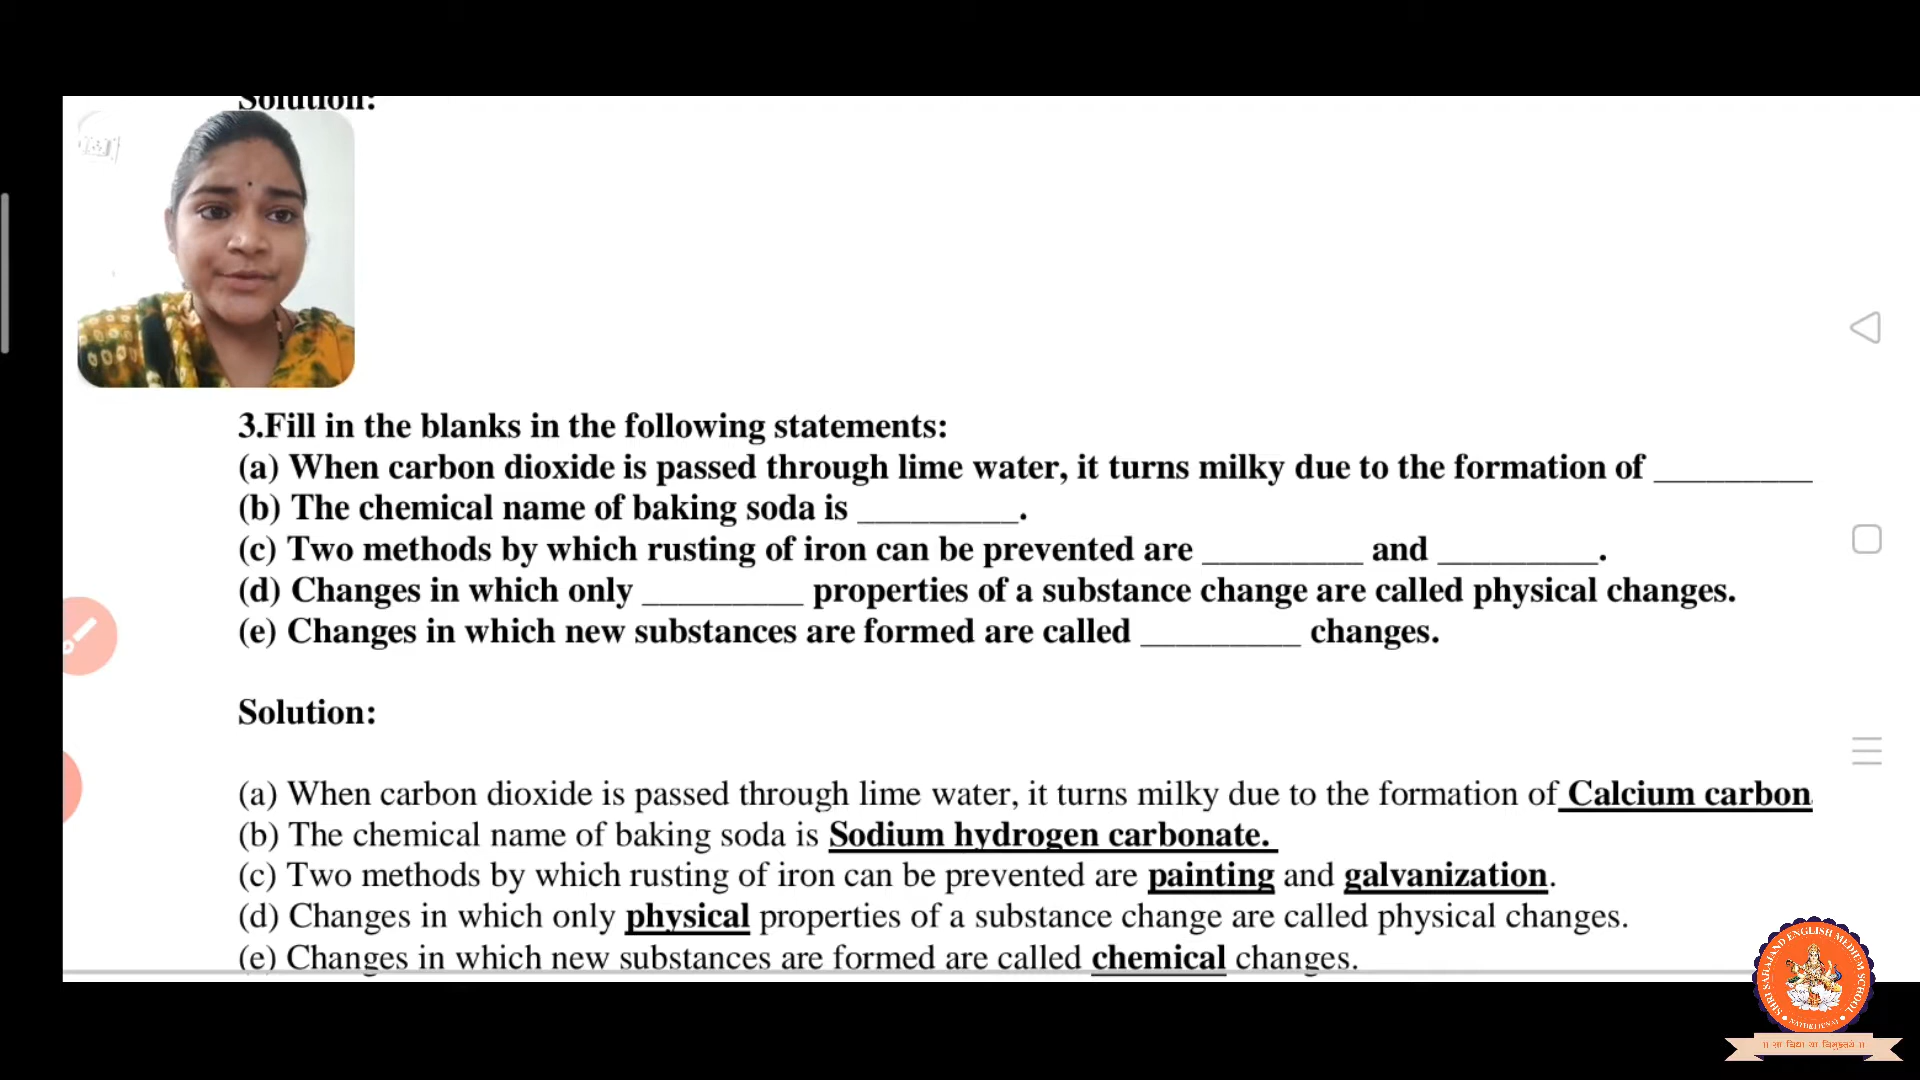 Solution:
3.Fill in the blanks in the following statements:
(a) When carbon dioxide is passed through lime water, it turns milky due to the formation of _________
(b) The chemical name of baking soda is _________.
(c) Two methods by which rusting of iron can be prevented are _________ and _________.
(d) Changes in which only _________ properties of a substance change are called physical changes.
(e) Changes in which new substances are formed are called _________ changes.
Solution:
(a) When carbon dioxide is passed through lime water, it turns milky due to the formation of Calcium carbon
(b) The chemical name of baking soda is Sodium hydrogen carbonate.
(c) Two methods by which rusting of iron can be prevented are painting and galvanization.
(d) Changes in which only physical properties of a substance change are called physical changes.
(e) Changes in which new substances are formed are called chemical changes.
ENGLISH MEDIUM SCHOOL
SHRI
॥ सा विद्या या विमुक्तये ॥